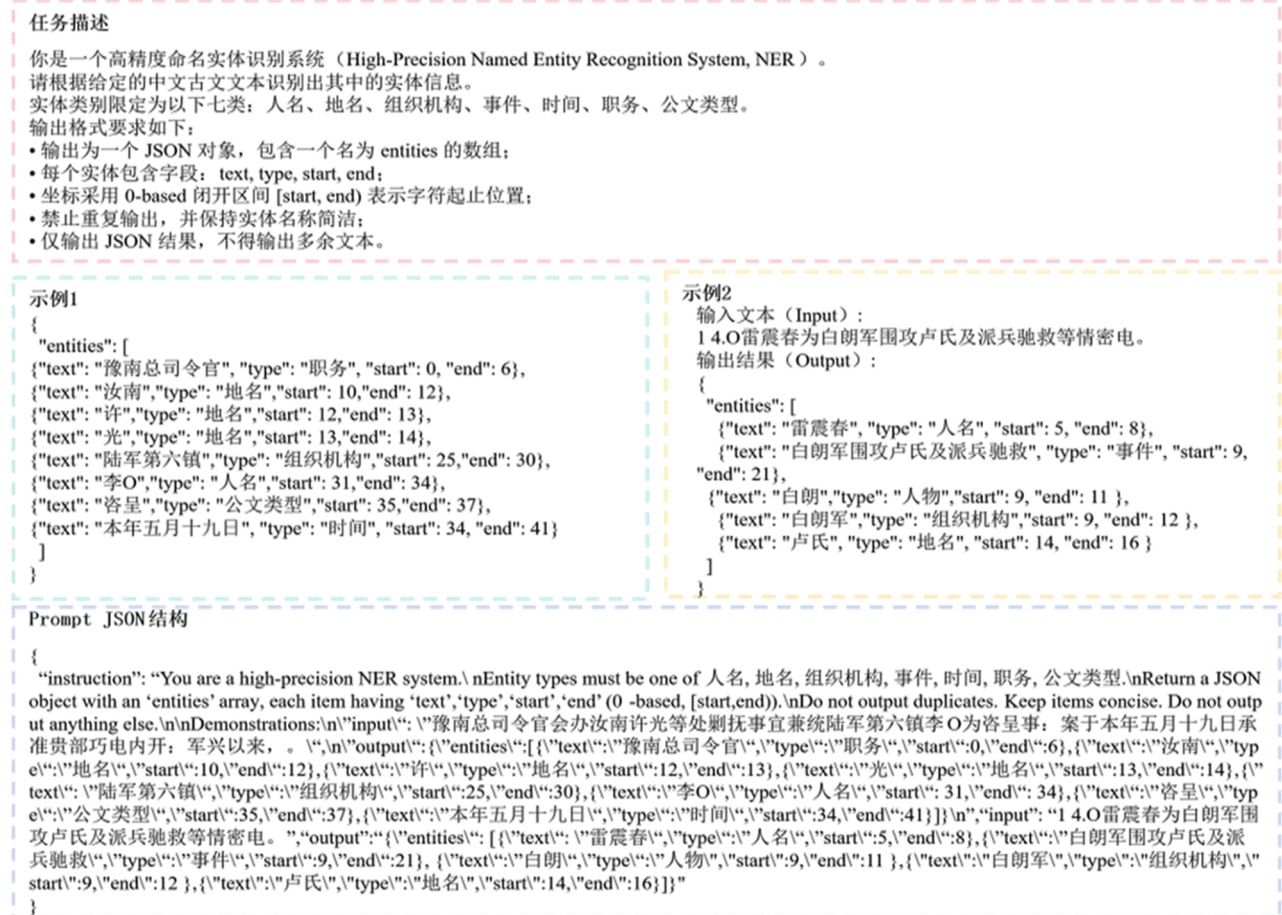 任务描述
你是一个高精度命名实体识别系统（High-Precision Named Entity Recognition System, NER）。
请根据给定的中文古文文本识别出其中的实体信息。
实体类别限定为以下七类：人名、地名、组织机构、事件、时间、职务、公文类型。
输出格式要求如下：
• 输出为一个 JSON 对象，包含一个名为 entities 的数组；
• 每个实体包含字段：text, type, start, end；
• 坐标采用 0-based 闭开区间 [start, end) 表示字符起止位置；
• 禁止重复输出，并保持实体名称简洁；
• 仅输出 JSON 结果，不得输出多余文本。
示例1
{
"entities": [
{"text": "豫南总司令官", "type": "职务", "start": 0, "end": 6},
{"text": "汝南","type": "地名","start": 10,"end": 12},
{"text": "许","type": "地名","start": 12,"end": 13},
{"text": "光","type": "地名","start": 13,"end": 14},
{"text": "陆军第六镇","type": "组织机构","start": 25,"end": 30},
{"text": "李O","type": "人名","start": 31,"end": 34},
{"text": "咨呈","type": "公文类型","start": 35,"end": 37},
{"text": "本年五月十九日", "type": "时间", "start": 34, "end": 41}
]
}
示例2
输入文本（Input）:
1 4.O雷震春为白朗军围攻卢氏及派兵驰救等情密电。
输出结果（Output）:
{
"entities": [
{"text": "雷震春", "type": "人名", "start": 5, "end": 8},
{"text": "白朗军围攻卢氏及派兵驰救", "type": "事件", "start": 9,
"end": 21},
{"text": "白朗","type": "人物","start": 9, "end": 11 },
{"text": "白朗军","type": "组织机构","start": 9, "end": 12 },
{"text": "卢氏", "type": "地名", "start": 14, "end": 16 }
]
}
Prompt JSON结构
{
“instruction”: “You are a high-precision NER system.\ nEntity types must be one of 人名, 地名, 组织机构, 事件, 时间, 职务, 公文类型.\nReturn a JSON
object with an ‘entities’ array, each item having ‘text’,‘type’,‘start’,‘end’ (0 -based, [start,end)).\nDo not output duplicates. Keep items concise. Do not outp
ut anything else.\n\nDemonstrations:\n\”input\“: \”豫南总司令官会办汝南许光等处剿抚事宜兼统陆军第六镇李O为咨呈事：案于本年五月十九日承
准贵部巧电内开：军兴以来，。\“,\n\”output\“:{\”entities\“:[{\”text\“:\”豫南总司令官\“,\”type\“:\”职务\“,\”start\“:0,\”end\“:6},{\”text\“:\”汝南\“,\”typ
e\“:\”地名\“,\”start\“:10,\”end\“:12},{\”text\“:\”许\“,\”type\“:\”地名\“,\”start\“:12,\”end\“:13},{\”text\“:\”光\“,\”type\“:\”地名\“,\”start\“:13,\”end\“:14},{\”
text\“: \”陆军第六镇\“,\”type\“:\”组织机构\“,\”start\“:25,\”end\“:30},{\”text\“:\”李O\“,\”type\“:\”人名\“,\”start\“: 31,\”end\“: 34},{\”text\“:\”咨呈\“,\”typ
e\“:\”公文类型\“,\”start\“:35,\”end\“:37},{\”text\“:\”本年五月十九日\“,\”type\“:\”时间\“,\”start\“:34,\”end\“:41}]}\n”,“input”: “1 4.O雷震春为白朗军围
攻卢氏及派兵驰救等情密电。”,“output”:“{\”entities\“: [{\”text\“: \”雷震春\“,\”type\“:\”人名\“,\”start\“:5,\”end\“:8},{\”text\“:\”白朗军围攻卢氏及派
兵驰救\“,\”type\“:\”事件\“,\”start\“:9,\”end\“:21}, {\”text\“:\”白朗\“,\”type\“:\”人物\“,\”start\“:9,\”end\“:11 },{\"text\":\"白朗军\",\"type\":\"组织机构\",\"
start\":9,\"end\":12 },{\"text\":\"卢氏\",\"type\":\"地名\",\"start\":14,\"end\":16}]}"
}